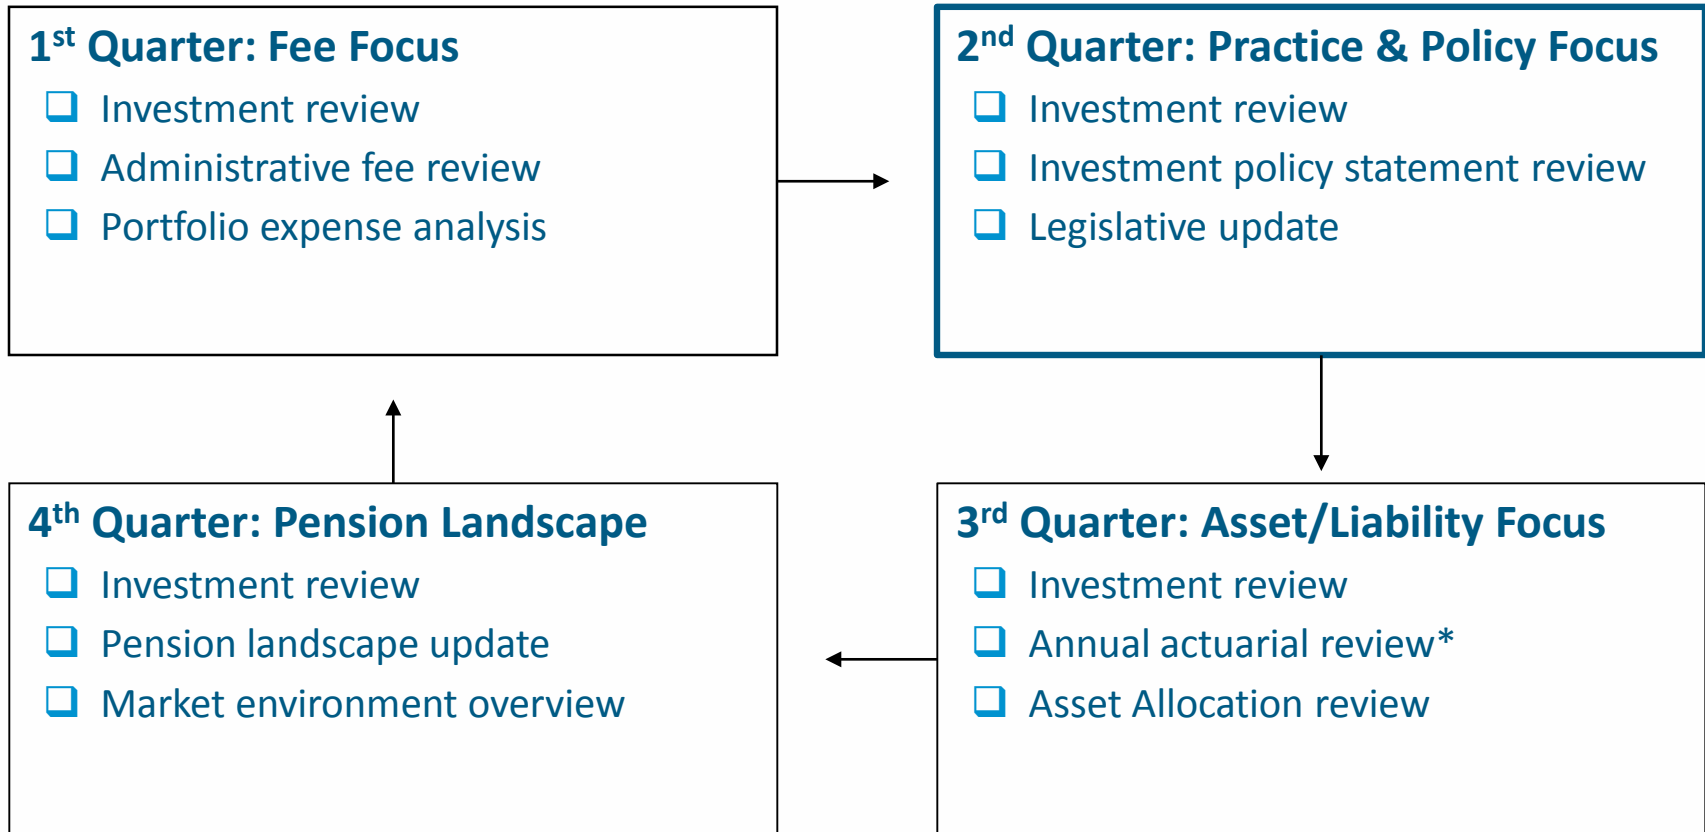 1st Quarter: Fee Focus
❑ Investment review
❑ Administrative fee review
❑ Portfolio expense analysis
2nd Quarter: Practice & Policy Focus
❑ Investment review
❑ Investment policy statement review
❑ Legislative update
4th Quarter: Pension Landscape
❑ Investment review
❑ Pension landscape update
❑ Market environment overview
3rd Quarter: Asset/Liability Focus
❑ Investment review
❑ Annual actuarial review*
❑ Asset Allocation review